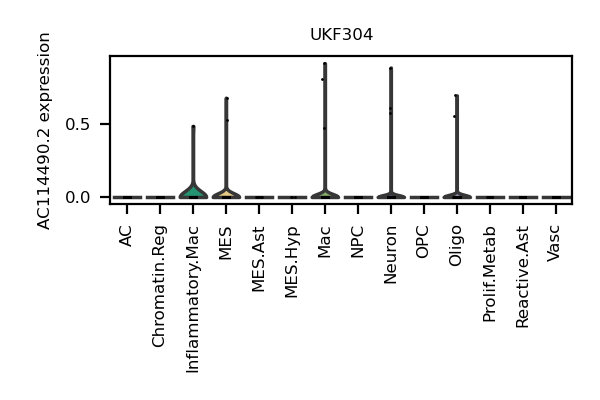 UKF304
AC114490.2 expression
0.5
0.0
AC
Chromatin.Reg
Inflammatory.Mac
MES
MES.Ast
MES.Hyp
Mac
NPC
Neuron
OPC
Oligo
Prolif.Metab
Reactive.Ast
Vasc